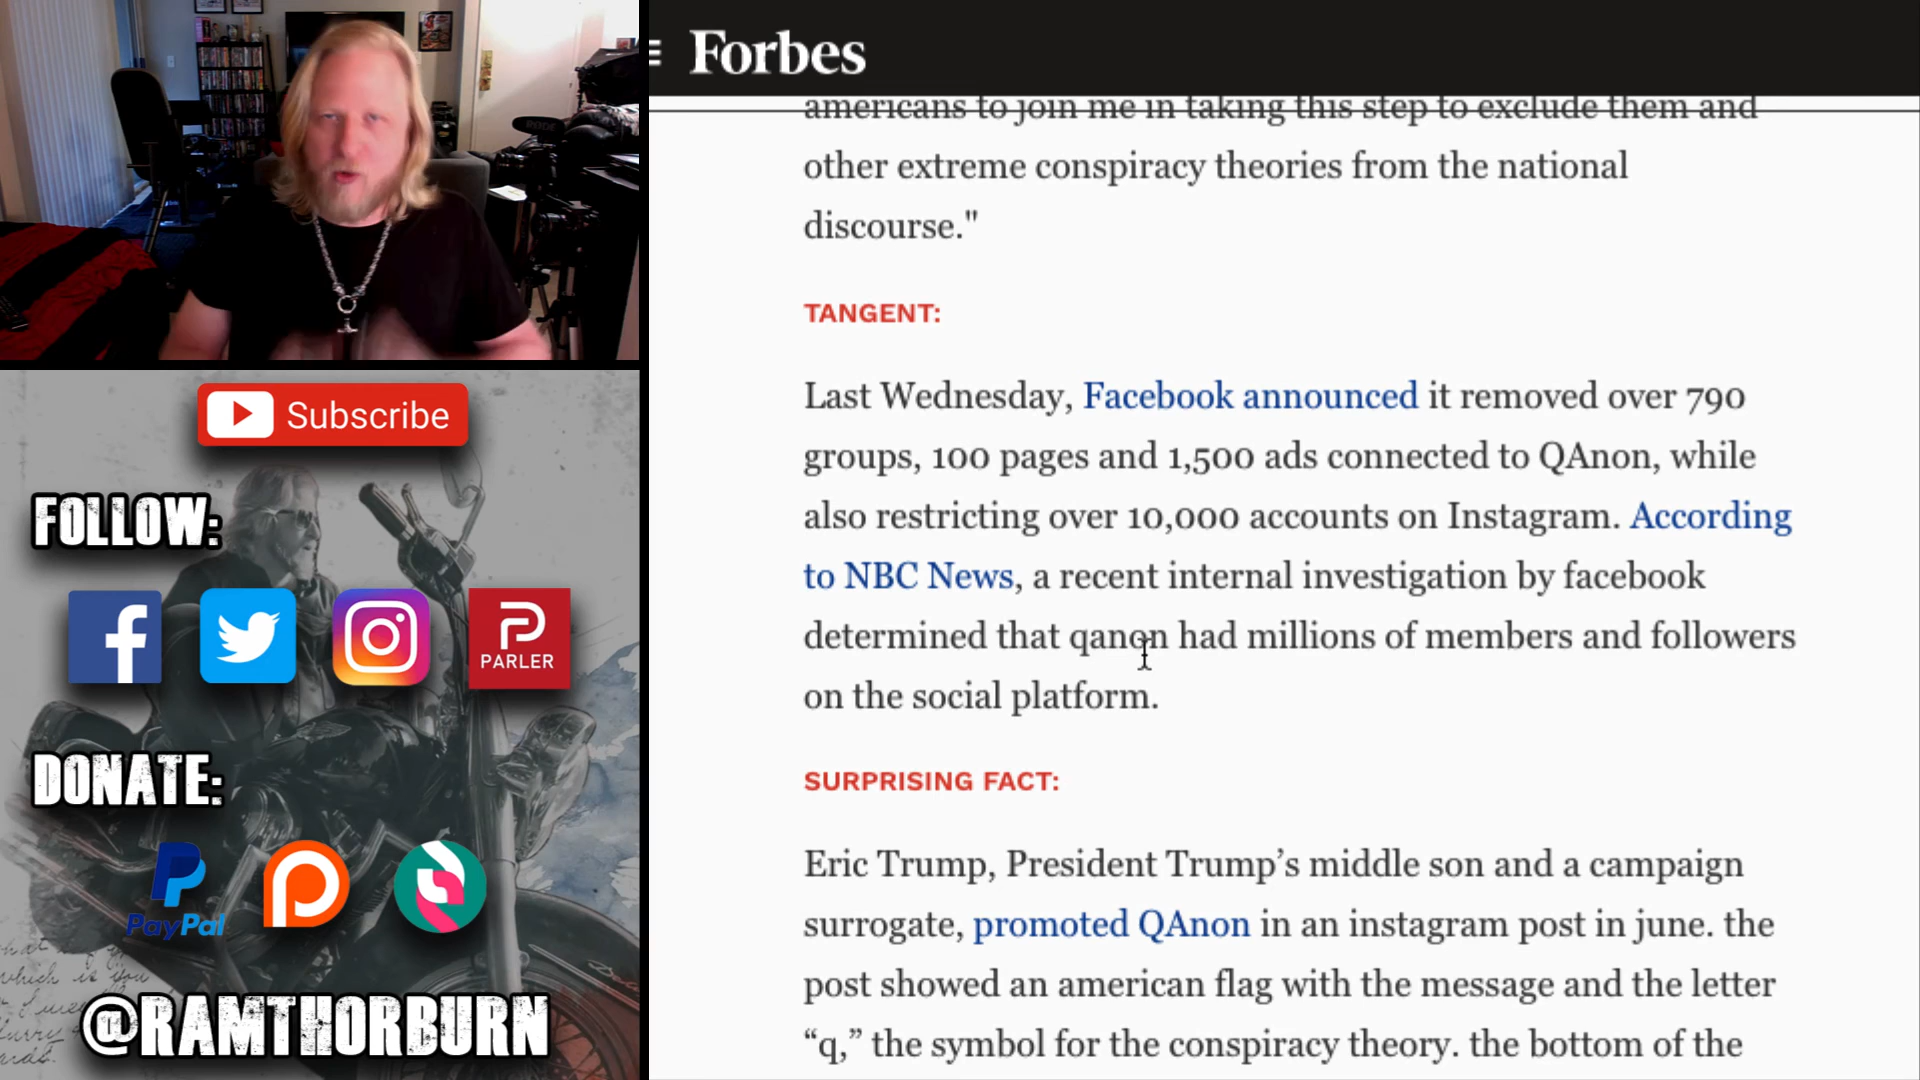 Forbes
americans to join me in taking this step to exclude them and
other extreme conspiracy theories from the national
discourse."
TANGENT:
Last Wednesday, Facebook announced it removed over 790
groups, 100 pages and 1,500 ads connected to QAnon, while
also restricting over 10,000 accounts on Instagram. According
to NBC News, a recent internal investigation by facebook
determined that qanon had millions of members and followers
on the social platform.
SURPRISING FACT:
Eric Trump, President Trump's middle son and a campaign
surrogate, promoted QAnon in an instagram post in june. the
post showed an american flag with the message and the letter
“q,” the symbol for the conspiracy theory. the bottom of the
RODE
Subscribe
FOLLOW:
PARLER
DONATE:
PayPal
@RAMTHORBURN